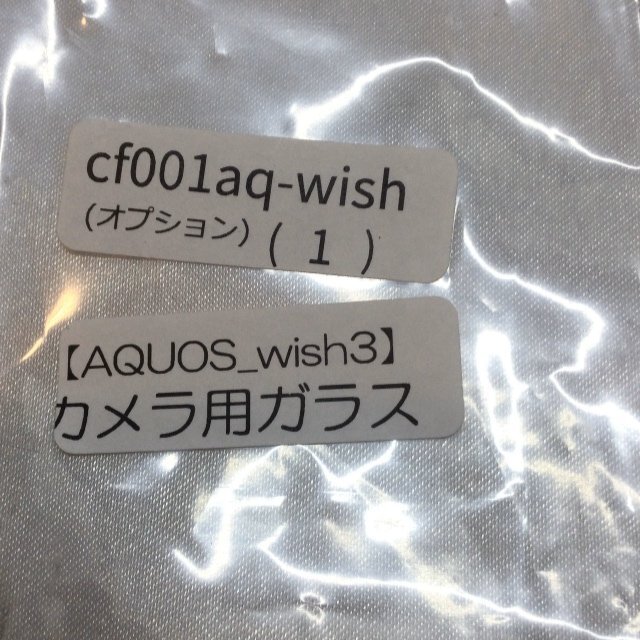 cf001aq-wish
(オプション) ( 1 )
【AQUOS_wish3】
カメラ用ガラス